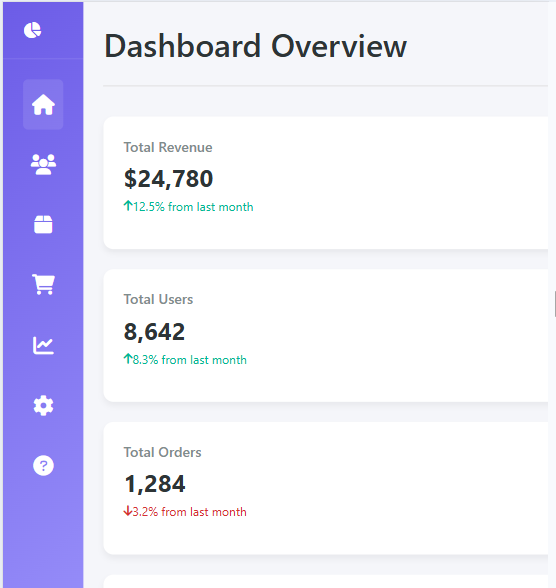 Dashboard Overview
Total Revenue
$24,780
12.5% from last month
Total Users
8,642
8.3% from last month
Total Orders
1,284
3.2% from last month